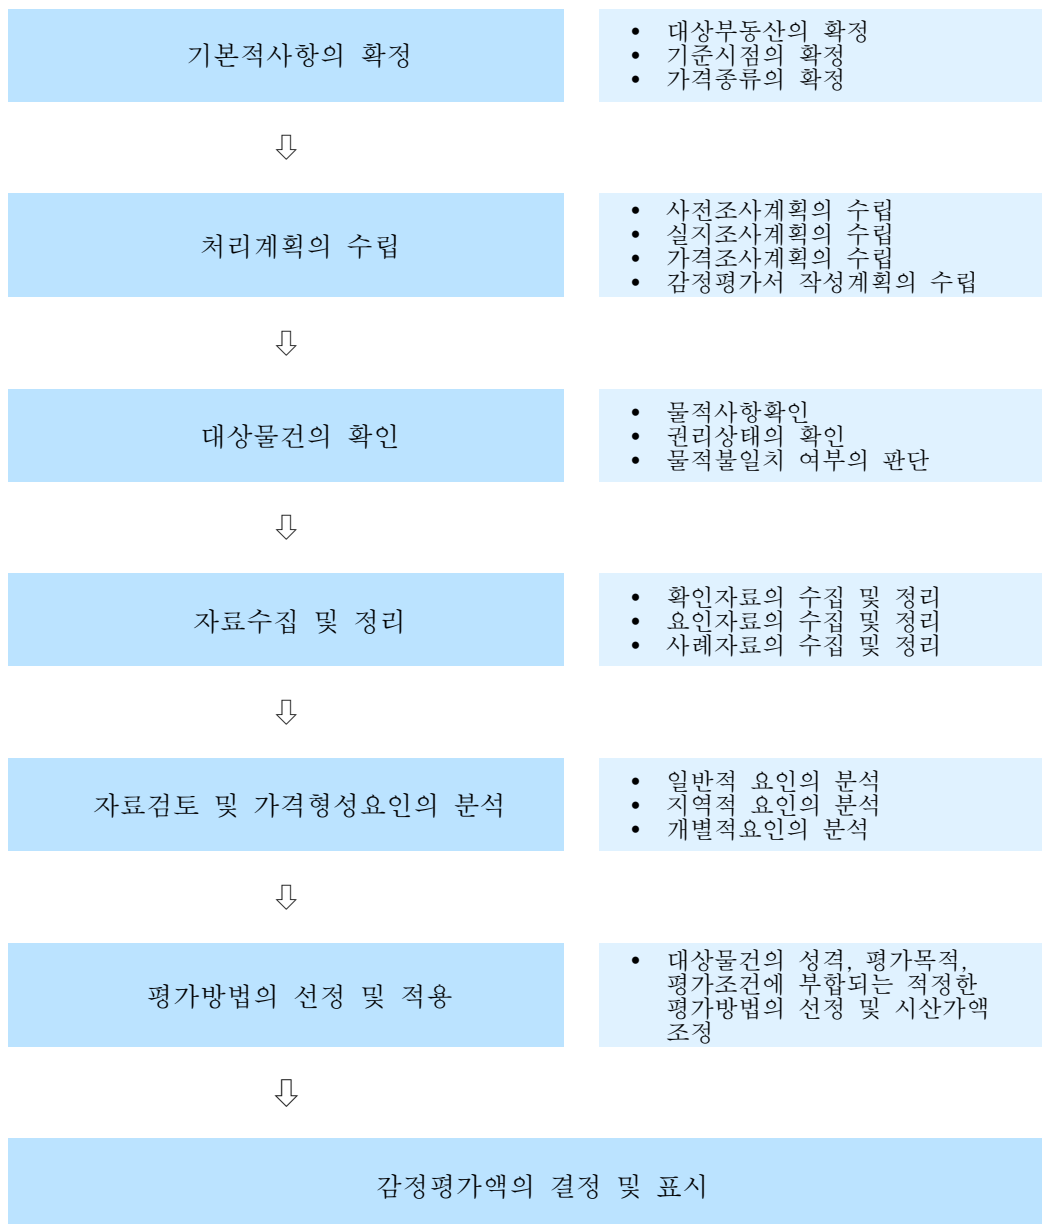 기본적사항의 확정
• 대상부동산의 확정
• 기준시점의 확정
• 가격종류의 확정
⇩
처리계획의 수립
• 사전조사계획의 수립
• 실지조사계획의 수립
• 가격조사계획의 수립
• 감정평가서 작성계획의 수립
⇩
대상물건의 확인
• 물적사항확인
• 권리상태의 확인
• 물적불일치 여부의 판단
⇩
자료수집 및 정리
• 확인자료의 수집 및 정리
• 요인자료의 수집 및 정리
• 사례자료의 수집 및 정리
⇩
자료검토 및 가격형성요인의 분석
• 일반적 요인의 분석
• 지역적 요인의 분석
• 개별적요인의 분석
⇩
평가방법의 선정 및 적용
• 대상물건의 성격, 평가목적,
평가조건에 부합되는 적정한
평가방법의 선정 및 시산가액
조정
⇩
감정평가액의 결정 및 표시